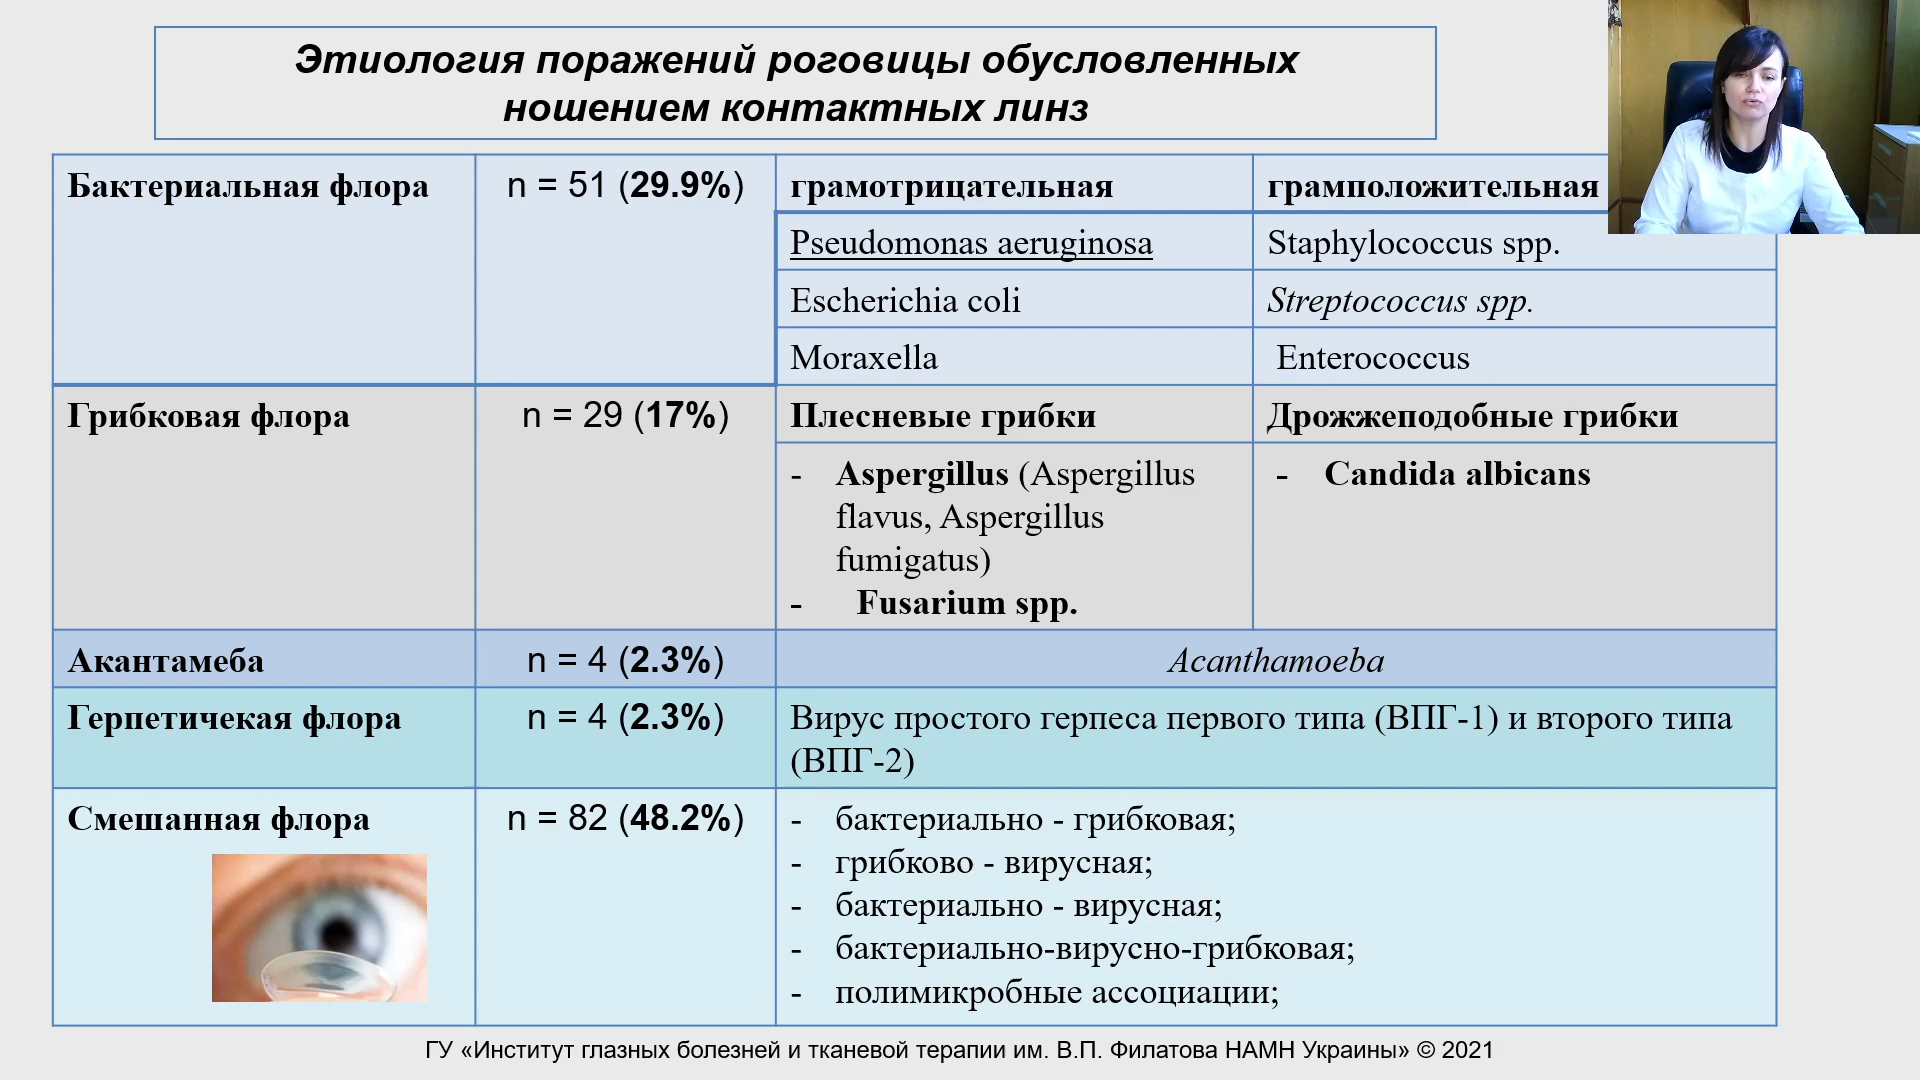 Этиология поражений роговицы обусловленных
ношением контактных линз
Бактериальная флора
n = 51 (29.9%)
грамотрицательная
грамположительная
Pseudomonas aeruginosa
Staphylococcus spp.
Escherichia coli
Streptococcus spp.
Moraxella
Enterococcus
Грибковая флора
n = 29 (17%)
Плесневые грибки
Дрожжеподобные грибки
- Aspergillus (Aspergillus
flavus, Aspergillus
fumigatus)
- Fusarium spp.
- Candida albicans
Акантамеба
n = 4 (2.3%)
Acanthamoeba
Герпетичекая флора
n = 4 (2.3%)
Вирус простого герпеса первого типа (ВПГ-1) и второго типа
(ВПГ-2)
Смешанная флора
n = 82 (48.2%)
- бактериально - грибковая;
- грибково - вирусная;
- бактериально - вирусная;
- бактериально-вирусно-грибковая;
- полимикробные ассоциации;
ГУ «Институт глазных болезней и тканевой терапии им. В.П. Филатова НАМН Украины» © 2021